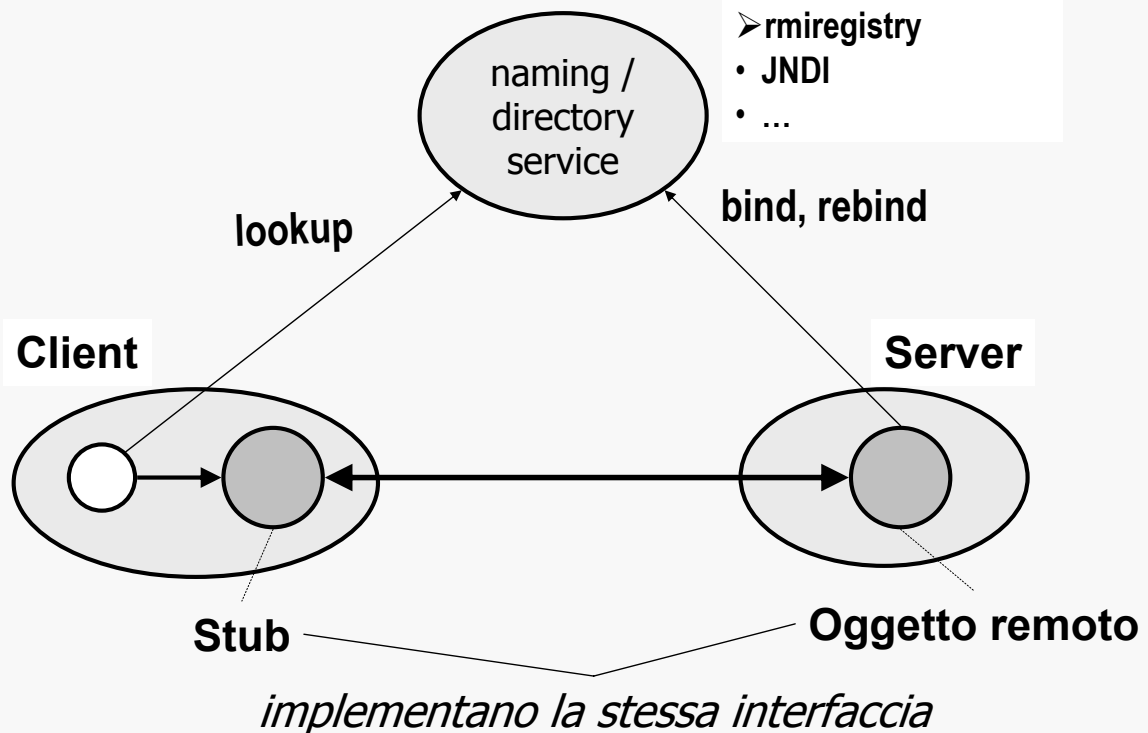 ➢rmiregistry
• JNDI
• ...
naming /
directory
service
bind, rebind
lookup
Client
Server
Stub
Oggetto remoto
implementano la stessa interfaccia